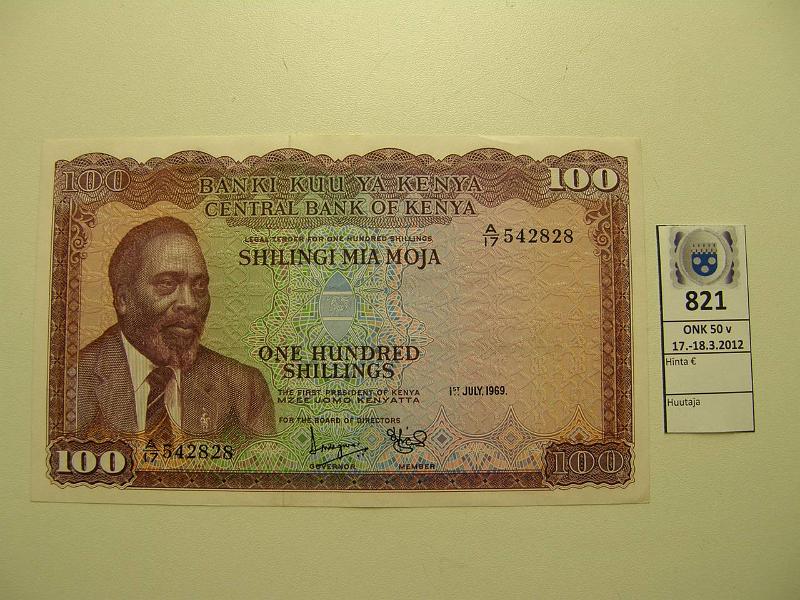 100
BANKI KUU YA KENYA
100
CENTRAL BANK OF KENYA
LEGAL TENDER FOR ONE HUNDRED SHILLINGS
A/17 542828
SHILINGI MIA MOJA
ONE HUNDRED
SHILLINGS
THE FIRST PRESIDENT OF KENYA
MZEE JOMO KENYATTA
1ST JULY, 1969.
FOR THE BOARD OF DIRECTORS
A/17 542828
GOVERNOR
MEMBER
100
100
821
ONK 50 v
17.-18.3.2012
Hinta €
Huutaja